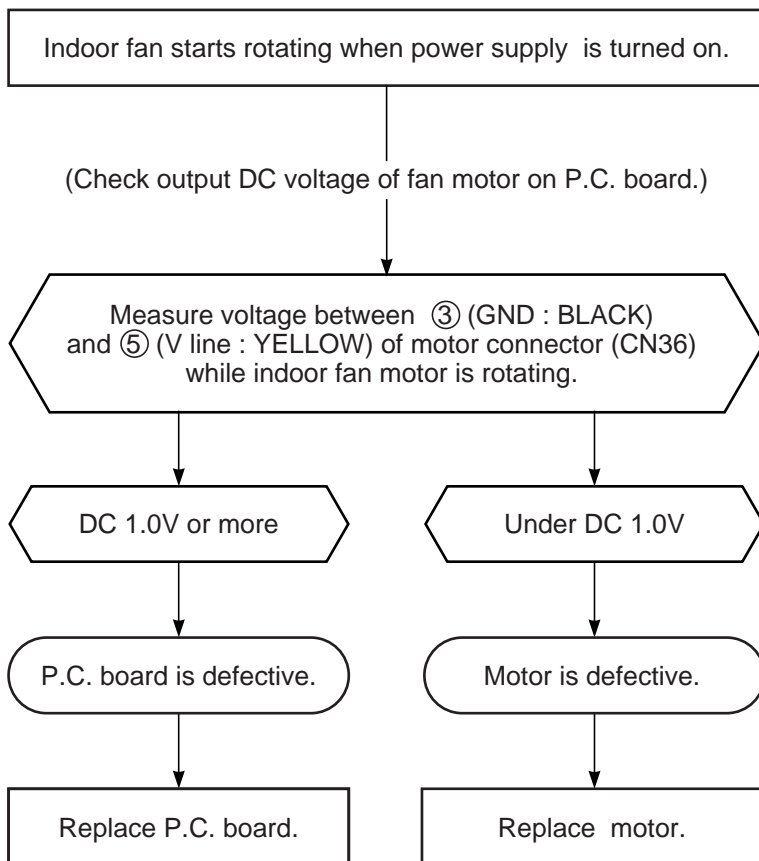 Indoor fan starts rotating when power supply is turned on.
(Check output DC voltage of fan motor on P.C. board.)
Measure voltage between ③ (GND : BLACK)
and ⑤ (V line : YELLOW) of motor connector (CN36)
while indoor fan motor is rotating.
DC 1.0V or more
Under DC 1.0V
P.C. board is defective.
Motor is defective.
Replace P.C. board.
Replace motor.